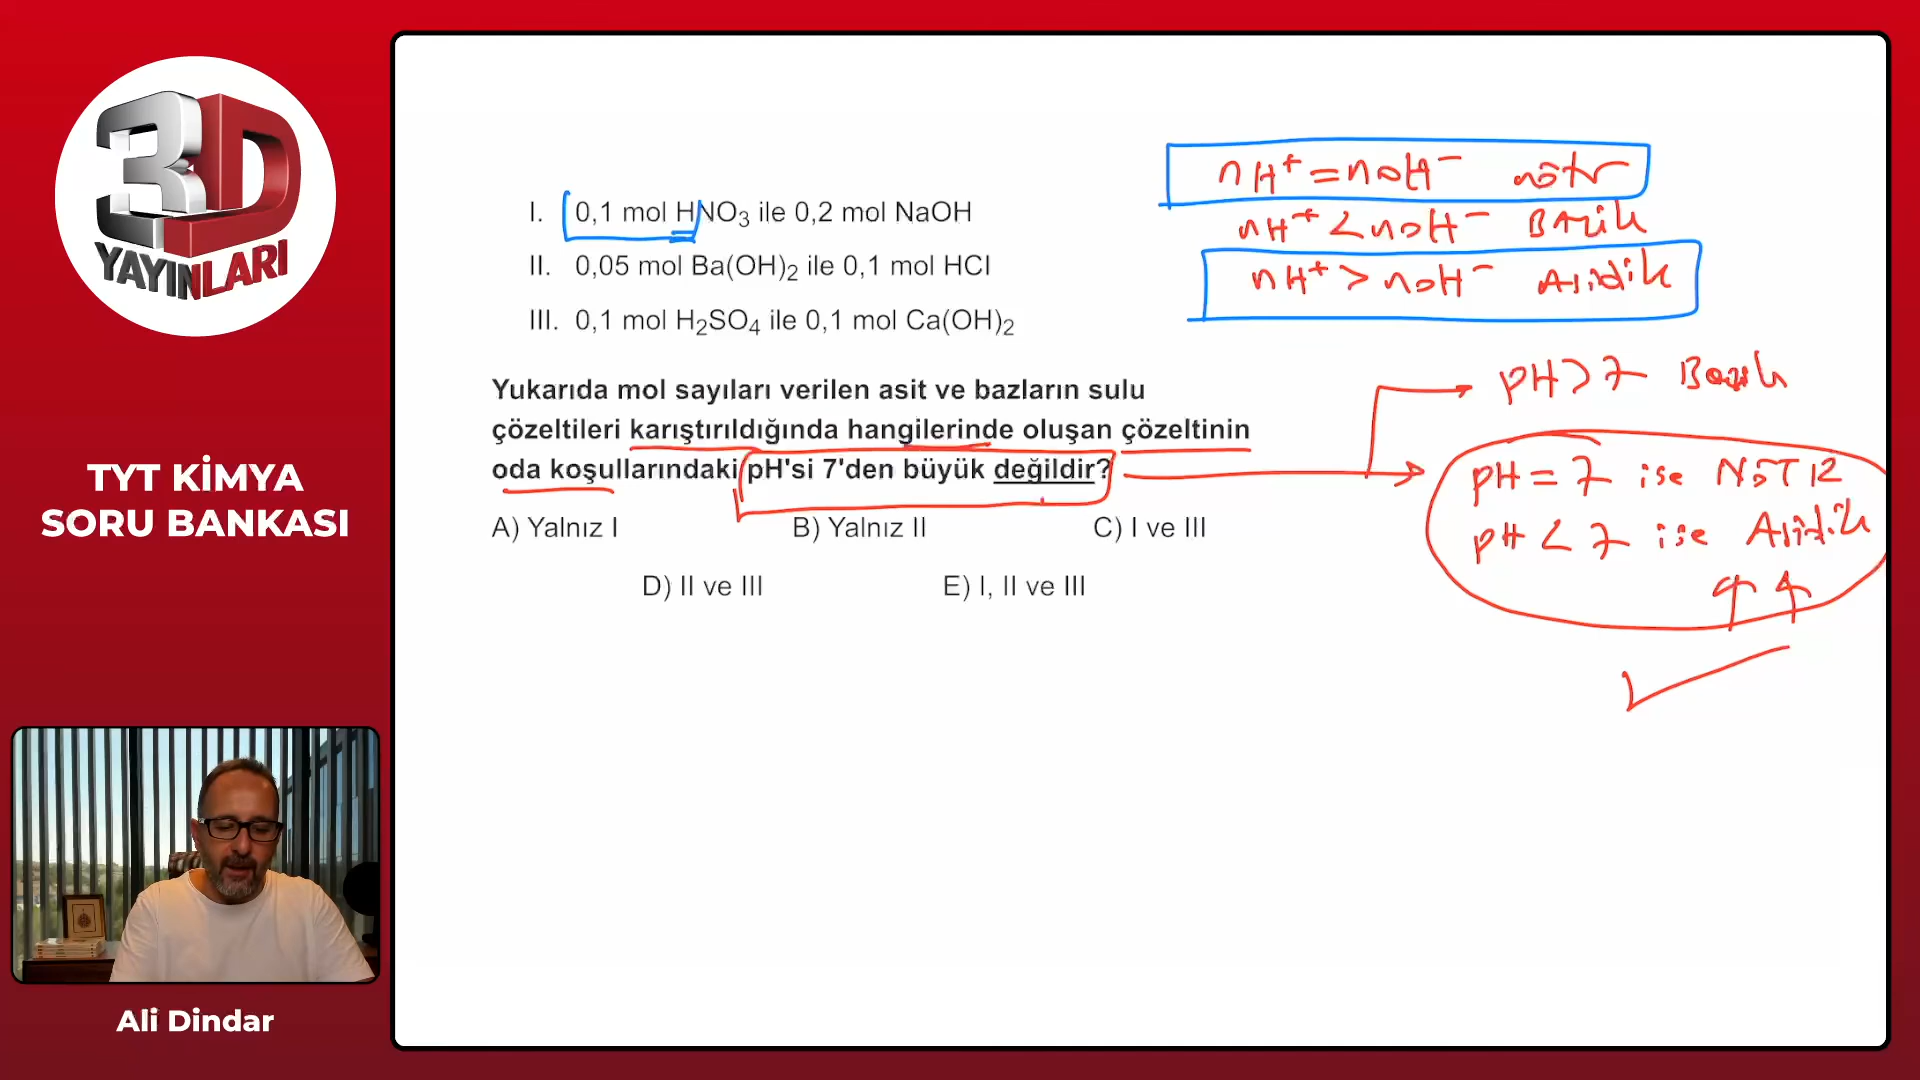 3D
YAYINLARI
TYT KİMYA
SORU BANKASI
Ali Dindar
I. 0,1 mol HNO3 ile 0,2 mol NaOH
II. 0,05 mol Ba(OH)2 ile 0,1 mol HCl
III. 0,1 mol H2SO4 ile 0,1 mol Ca(OH)2
Yukarıda mol sayıları verilen asit ve bazların sulu
çözeltileri karıştırıldığında hangilerinde oluşan çözeltinin
oda koşullarındaki pH'si 7'den büyük değildir?
A) Yalnız I B) Yalnız II C) I ve III
D) II ve III E) I, II ve III
nH+ = nOH- nötr
nH+ < nOH- Bazik
nH+ > nOH- Asidik
pH > 7 Bazik
pH = 7 ise NÖTR
pH < 7 ise Asidik